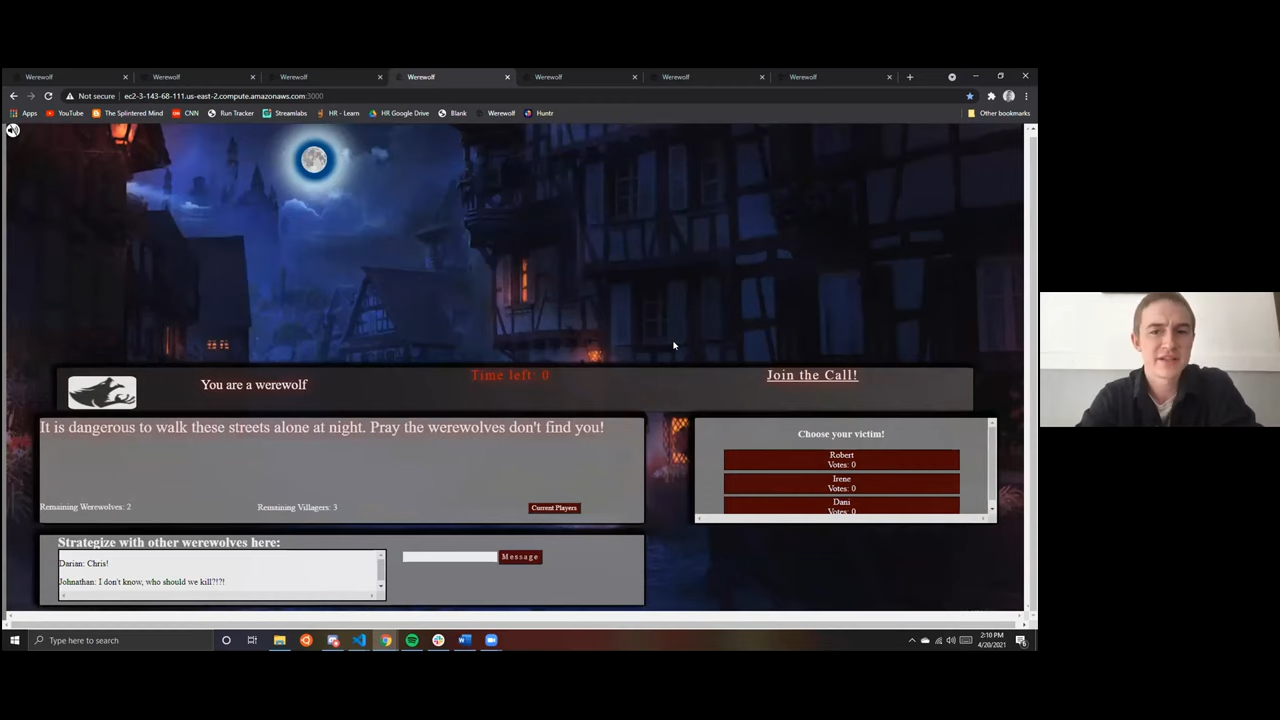 Werewolf
Werewolf
Werewolf
Werewolf
Werewolf
Werewolf
Werewolf
Not secure
ec2-3-143-68-111.us-east-2.compute.amazonaws.com:3000
Apps
YouTube
The Splintered Mind
CNN
Run Tracker
Streamlabs
HR - Learn
HR Google Drive
Blank
Werewolf
Huntr
Other bookmarks
You are a werewolf
Time left: 0
Join the Call!
It is dangerous to walk these streets alone at night. Pray the werewolves don't find you!
Remaining Werewolves: 2
Remaining Villagers: 3
Current Players
Choose your victim!
Robert
Votes: 0
Irene
Votes: 0
Dani
Votes: 0
Strategize with other werewolves here:
Darian: Chris!
Johnathan: I don't know, who should we kill?!?!
Message
Type here to search
2:10 PM
4/20/2021